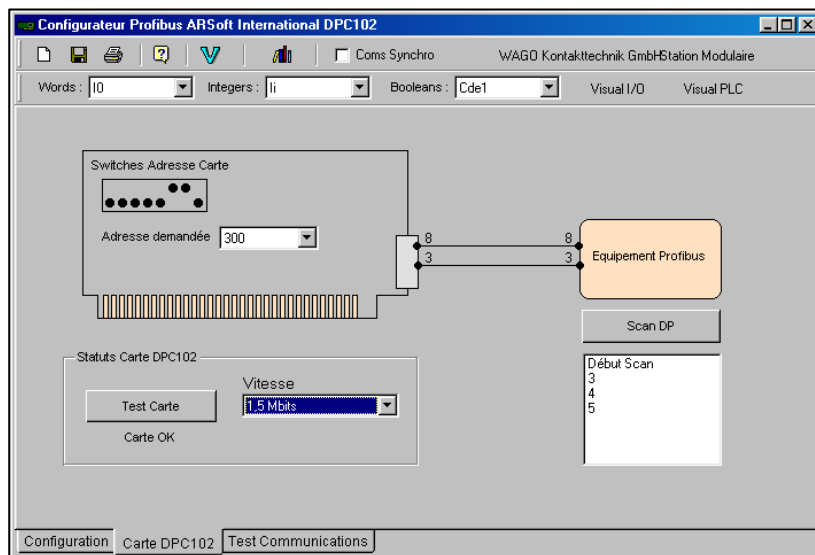 Configurateur Profibus ARSoft International DPC102
Coms Synchro WAGO Kontakttechnik GmbHStation Modulaire
Words : I0 Integers : Ii Booleans : Cde1 Visual I/O Visual PLC
Switches Adresse Carte
Adresse demandée 300
8 8
3 3
Equipement Profibus
Scan DP
Statuts Carte DPC102
Vitesse
Test Carte 1,5 Mbits
Carte OK
Début Scan
3
4
5
Configuration Carte DPC102 Test Communications